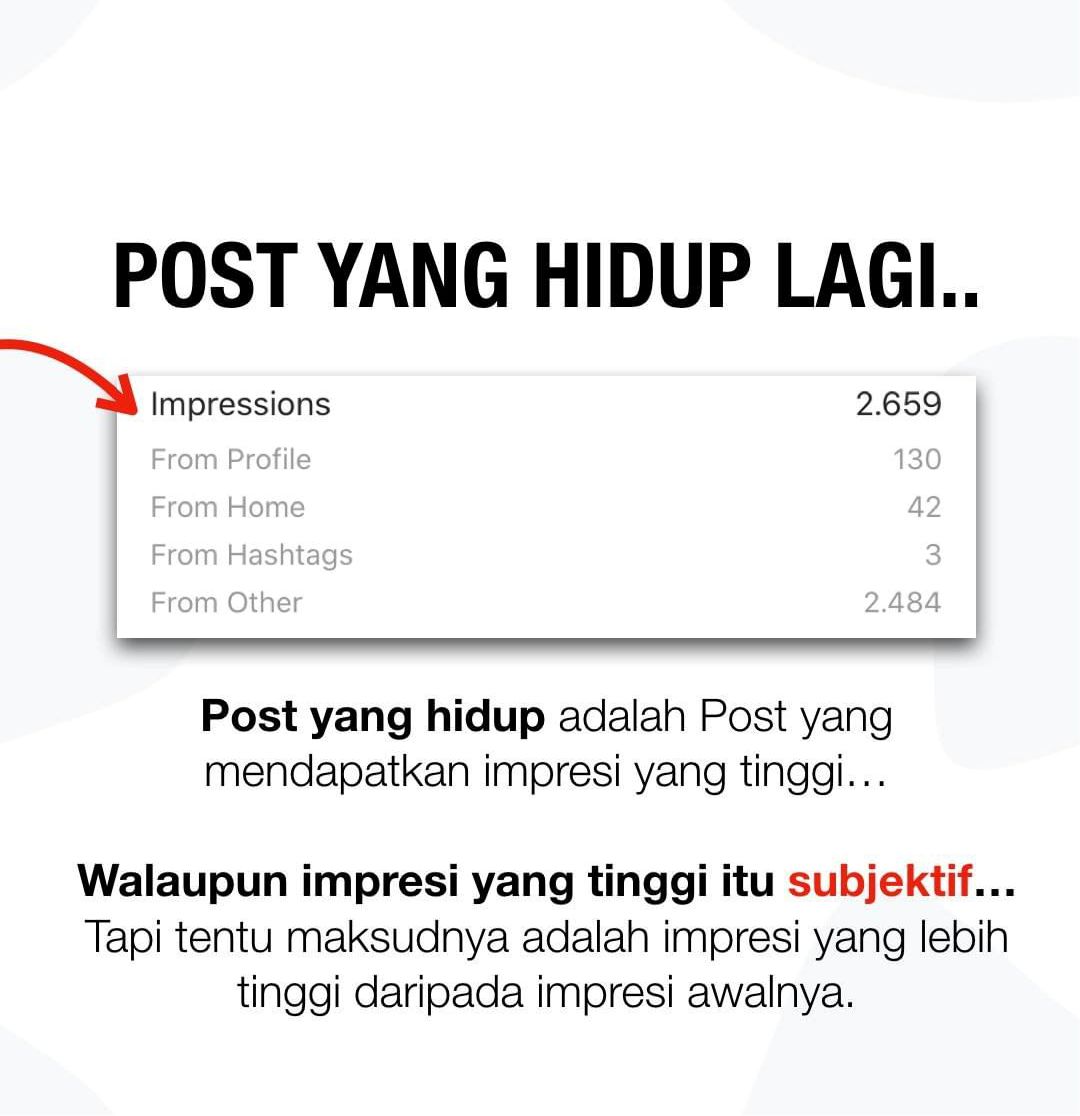 POST YANG HIDUP LAGI..
Impressions 2.659
From Profile 130
From Home 42
From Hashtags 3
From Other 2.484
Post yang hidup adalah Post yang
mendapatkan impresi yang tinggi...
Walaupun impresi yang tinggi itu subjektif...
Tapi tentu maksudnya adalah impresi yang lebih
tinggi daripada impresi awalnya.